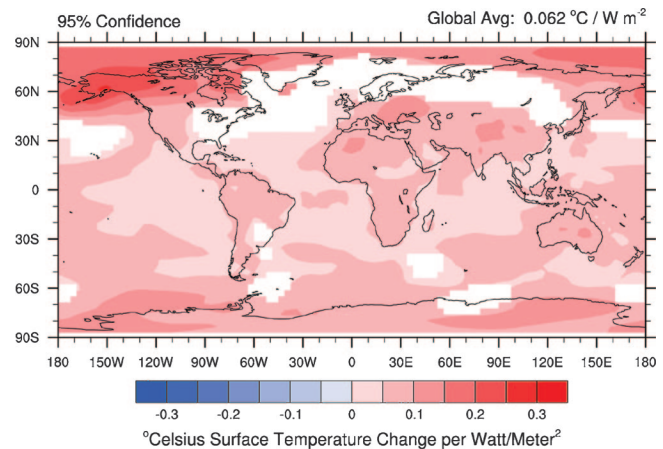 95% Confidence
Global Avg: 0.062 °C / W m⁻²
90N
60N
30N
0
30S
60S
90S
180 150W 120W 90W 60W 30W 0 30E 60E 90E 120E 150E 180
-0.3 -0.2 -0.1 0 0.1 0.2 0.3
°Celsius Surface Temperature Change per Watt/Meter²